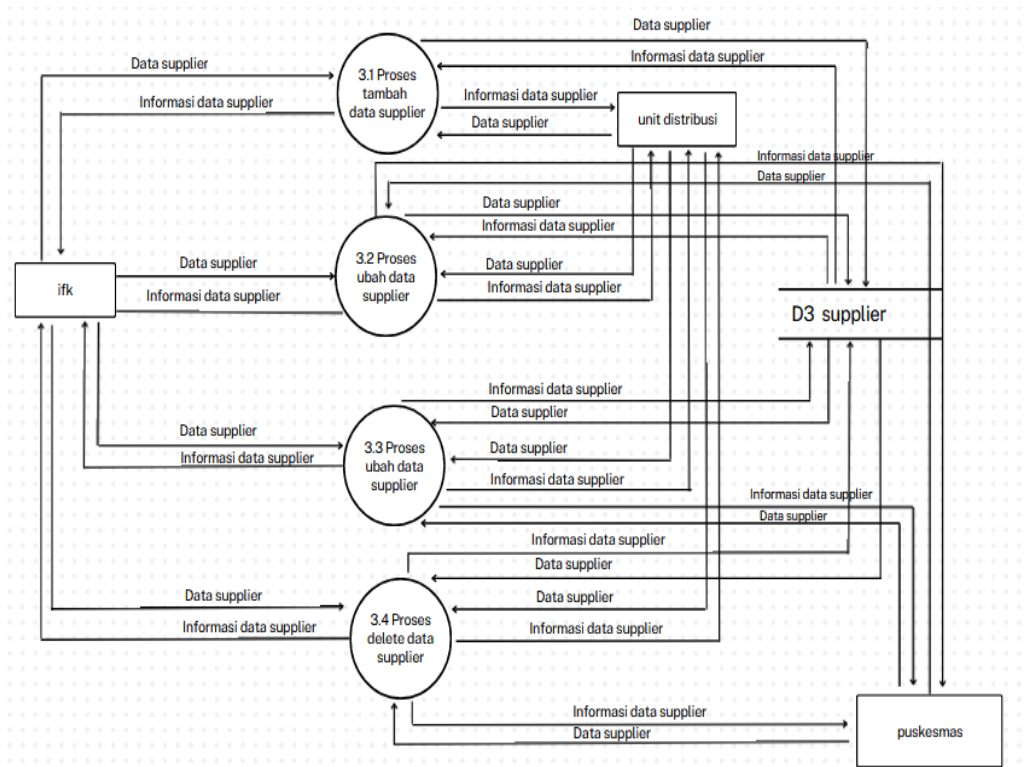 Data supplier
Data supplier
Informasi data supplier
3.1 Proses
tambah
data supplier
Informasi data supplier
Informasi data supplier
Data supplier
unit distribusi
Informasi data supplier
Data supplier
Data supplier
Informasi data supplier
3.2 Proses
ubah data
supplier
Data supplier
Informasi data supplier
Data supplier
Informasi data supplier
ifk
D3 supplier
Informasi data supplier
Data supplier
Data supplier
Informasi data supplier
3.3 Proses
ubah data
supplier
Data supplier
Informasi data supplier
Informasi data supplier
Data supplier
Informasi data supplier
Data supplier
Data supplier
Informasi data supplier
3.4 Proses
delete data
supplier
Data supplier
Informasi data supplier
Informasi data supplier
Data supplier
puskesmas